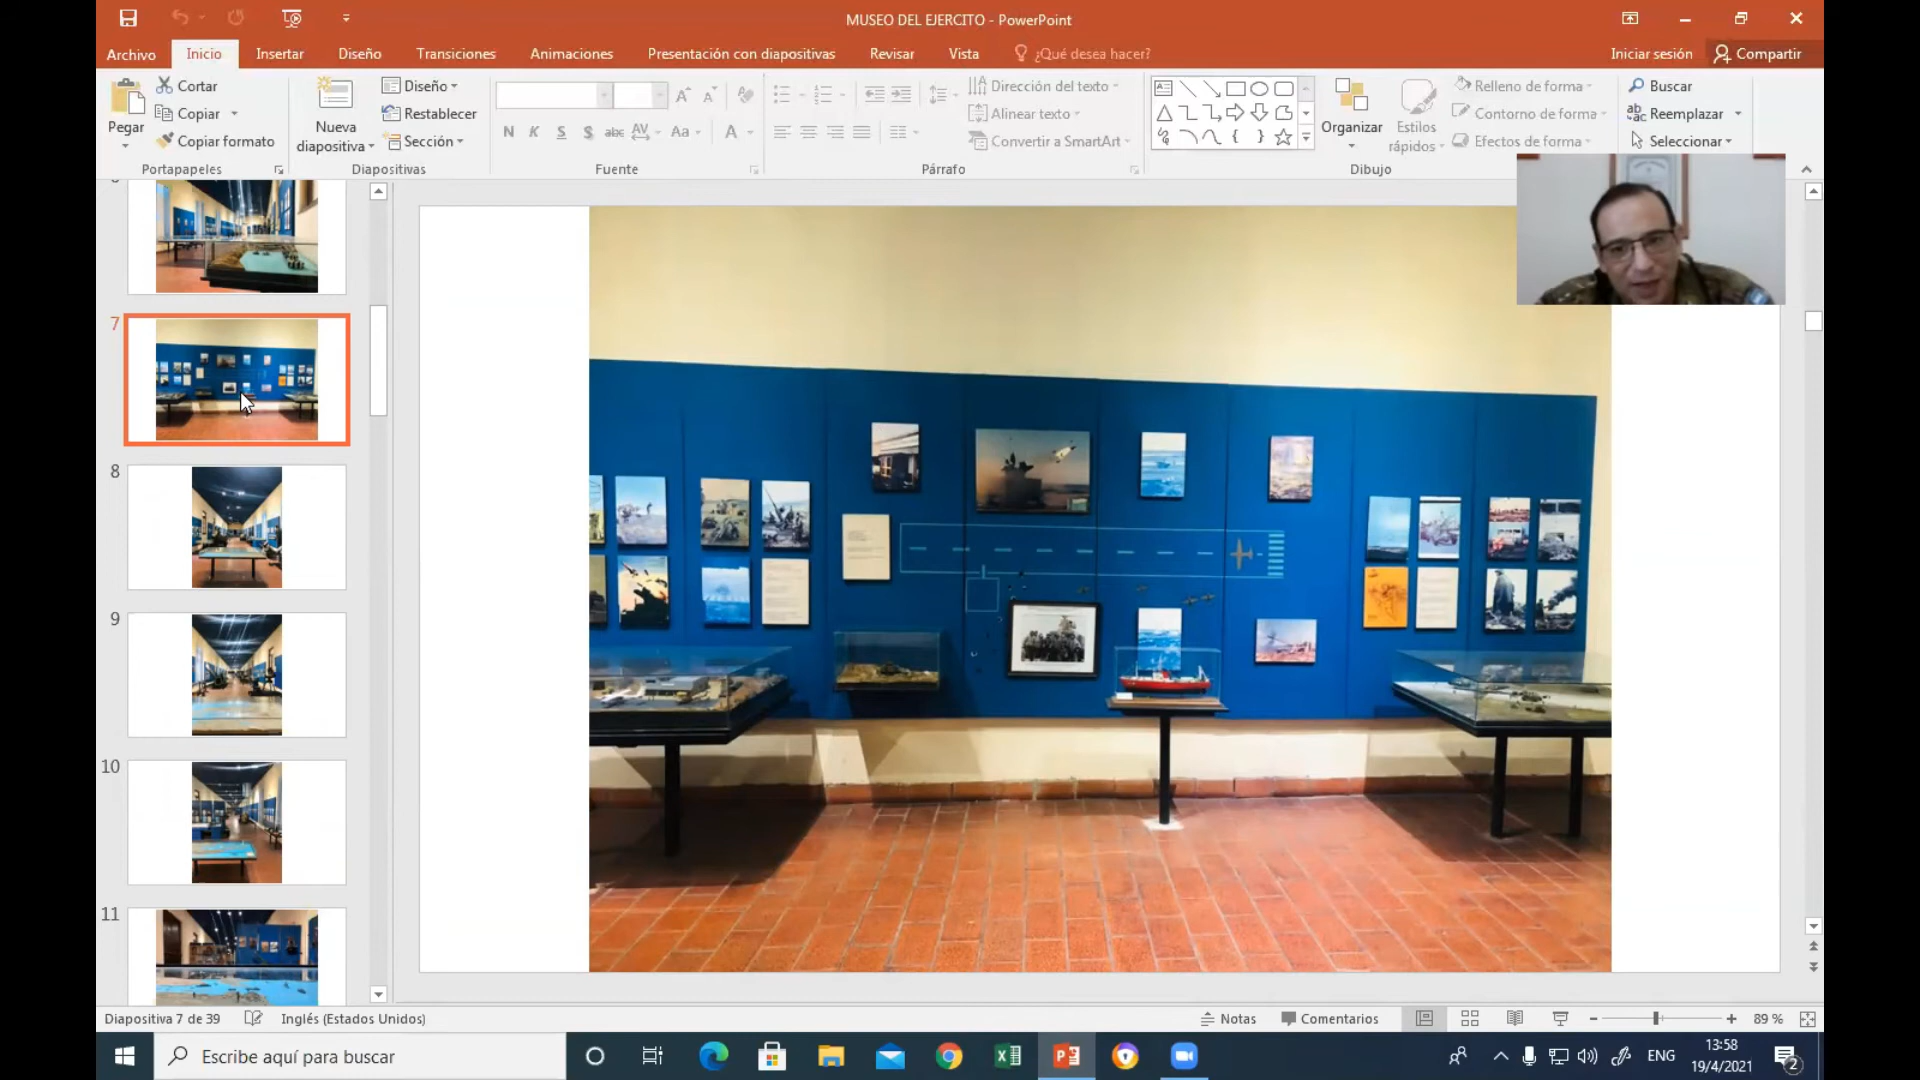 MUSEO DEL EJERCITO - PowerPoint
Archivo Inicio Insertar Diseño Transiciones Animaciones Presentación con diapositivas Revisar Vista ¿Qué desea hacer? Iniciar sesión Compartir
Cortar
Copiar
Copiar formato
Pegar
Portapapeles
Nueva
diapositiva
Diseño
Restablecer
Sección
Diapositivas
N K S S abc AV Aa A
Fuente
Dirección del texto
Alinear texto
Convertir a SmartArt
Párrafo
Organizar
Estilos
rápidos
Relleno de forma
Contorno de forma
Efectos de forma
Dibujo
Buscar
Reemplazar
Seleccionar
7
8
9
10
11
Diapositiva 7 de 39 Inglés (Estados Unidos) Notas Comentarios 89 %
Escribe aquí para buscar
ENG
13:58
19/4/2021
2